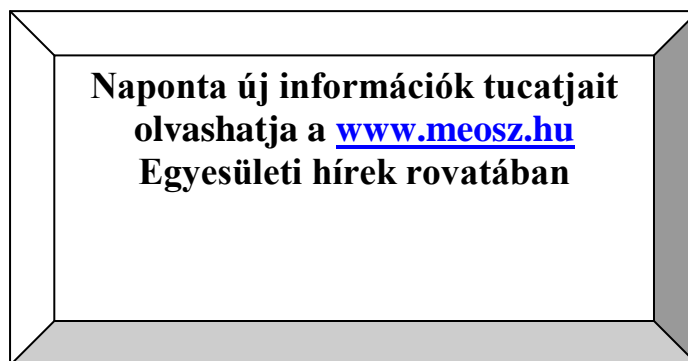 Naponta új információk tucatjait
olvashatja a www.meosz.hu
Egyesületi hírek rovatában